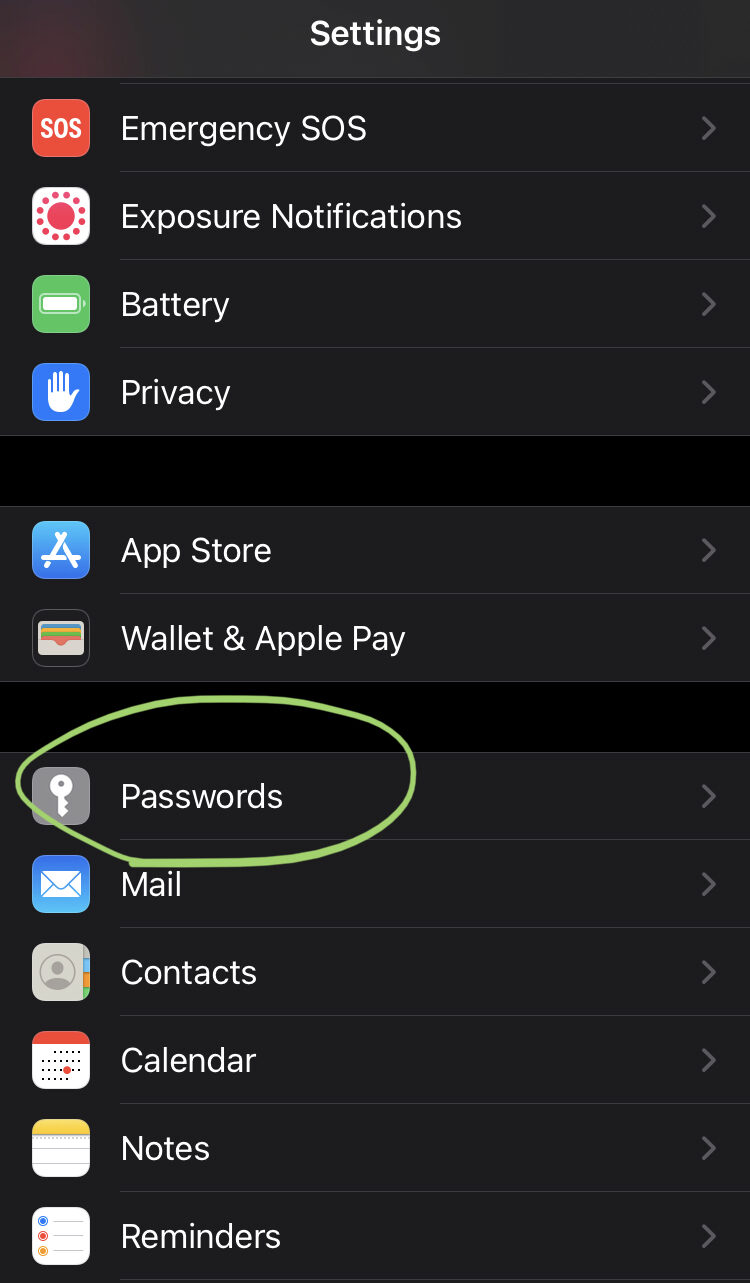 Settings
SOS
Emergency SOS
Exposure Notifications
Battery
Privacy
App Store
Wallet & Apple Pay
Passwords
Mail
Contacts
Calendar
Notes
Reminders